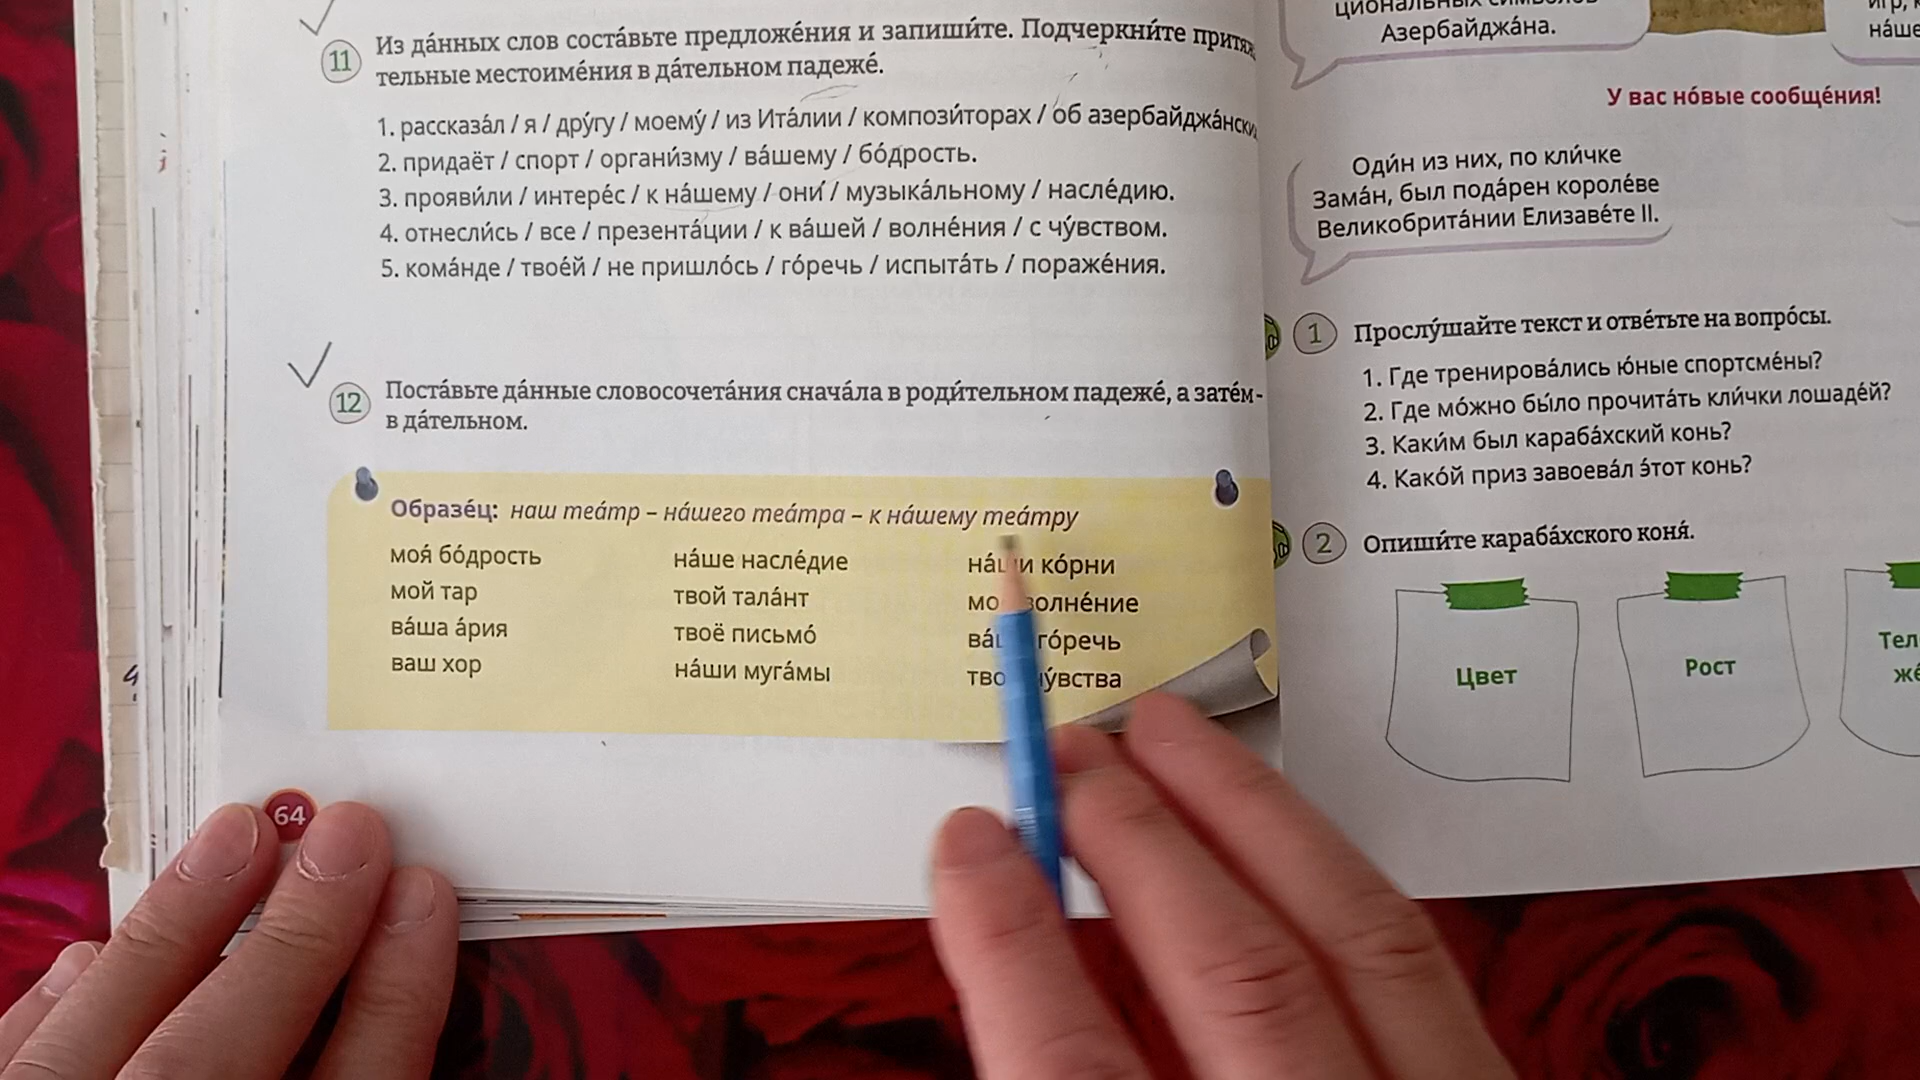 11
Из да́нных слов соста́вьте предложе́ния и запиши́те. Подчеркни́те притяжа
тельные местоиме́ния в да́тельном падеже́.
1. рассказа́л / я / дру́гу / моему́ / из Ита́лии / компози́торах / об азербайджа́нски
2. придаёт / спорт / органи́зму / ва́шему / бо́дрость.
3. прояви́ли / интере́с / к на́шему / они́ / музыка́льному / насле́дию.
4. отнесли́сь / все / презента́ции / к ва́шей / волне́ния / с чу́вством.
5. кома́нде / твое́й / не пришло́сь / го́речь / испыта́ть / пораже́ния.
12
Поста́вьте да́нные словосочета́ния снача́ла в роди́тельном падеже́, а зате́м -
в да́тельном.
Образе́ц: наш теа́тр – на́шего теа́тра – к на́шему теа́тру
моя́ бо́дрость
мой тар
ва́ша а́рия
ваш хор
на́ше насле́дие
твой тала́нт
твоё письмо́
на́ши муга́мы
ко́рни
волне́ние
го́речь
чу́вства
64
циона́льных си́мволов
Азербайджа́на.
на́ше
У вас но́вые сообще́ния!
Оди́н из них, по кли́чке
Зама́н, был пода́рен короле́ве
Великобрита́нии Елизаве́те II.
1
Прослу́шайте текст и отве́тьте на вопро́сы.
1. Где тренирова́лись ю́ные спортсме́ны?
2. Где мо́жно бы́ло прочита́ть кли́чки лошаде́й?
3. Каки́м был караба́хский конь?
4. Како́й приз завоева́л э́тот конь?
2
Опиши́те караба́хского коня́.
Цвет
Рост
Тел
же